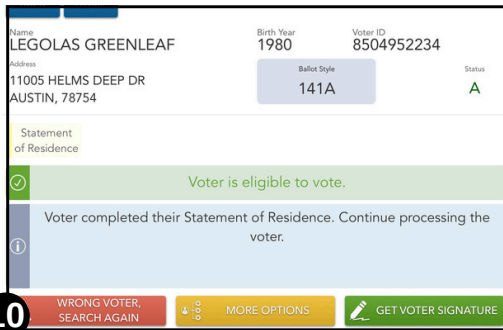 Name
Birth Year
Voter ID
LEGOLAS GREENLEAF
1980
8504952234
Address
11005 HELMS DEEP DR
AUSTIN, 78754
Ballot Style
141A
Status
A
Statement
of Residence
Voter is eligible to vote.
Voter completed their Statement of Residence. Continue processing the
voter.
10
WRONG VOTER,
SEARCH AGAIN
MORE OPTIONS
GET VOTER SIGNATURE